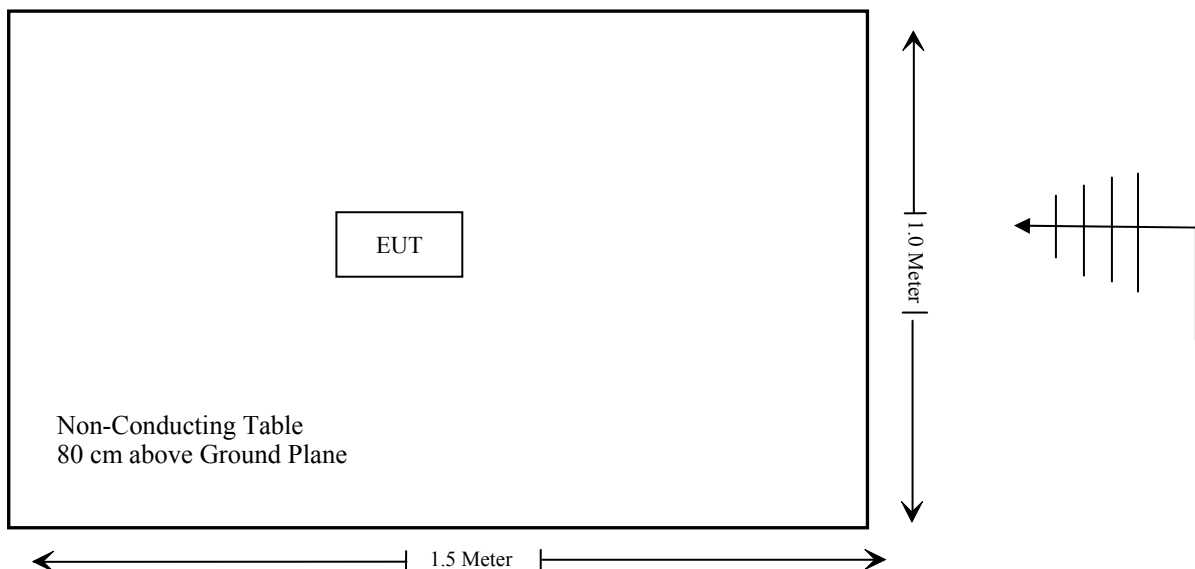 EUT
1.0 Meter
Non-Conducting Table
80 cm above Ground Plane
1.5 Meter